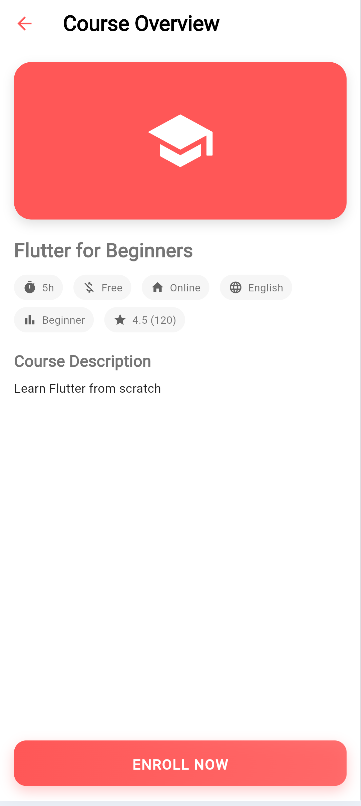 Course Overview
Flutter for Beginners
5h Free Online English
Beginner 4.5 (120)
Course Description
Learn Flutter from scratch
ENROLL NOW